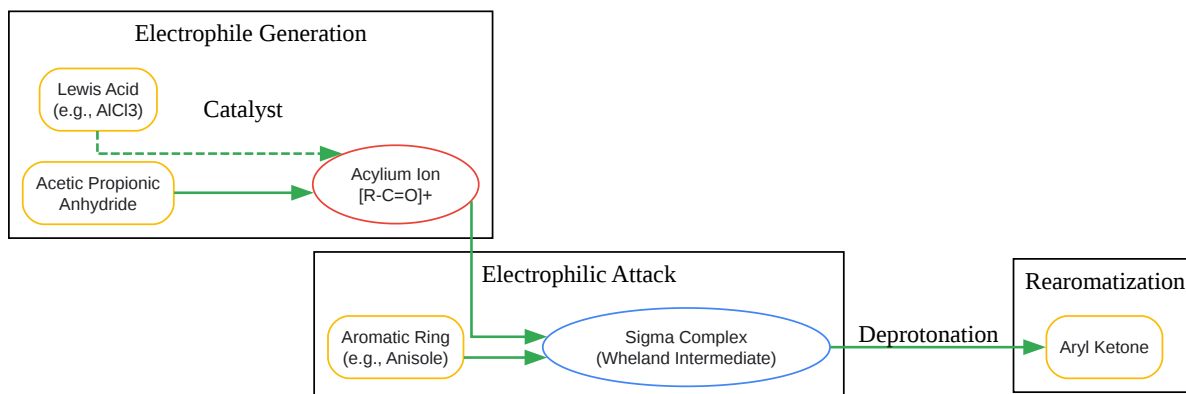 Electrophile Generation
Lewis Acid
(e.g., AlCl3)
Catalyst
Acetic Propionic
Anhydride
Acylium Ion
[R-C=O]+
Electrophilic Attack
Aromatic Ring
(e.g., Anisole)
Sigma Complex
(Wheland Intermediate)
Deprotonation
Rearomatization
Aryl Ketone